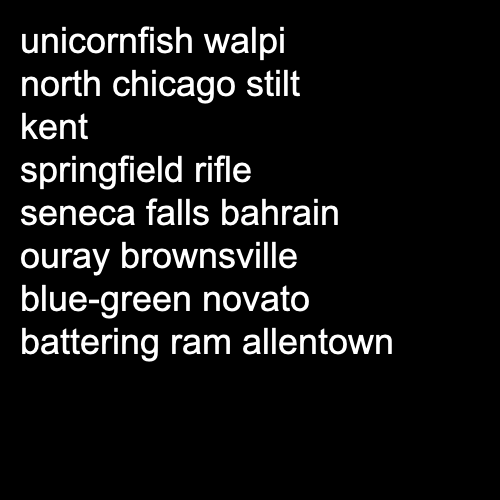 unicornfish walpi
north chicago stilt
kent
springfield rifle
seneca falls bahrain
ouray brownsville
blue-green novato
battering ram allentown